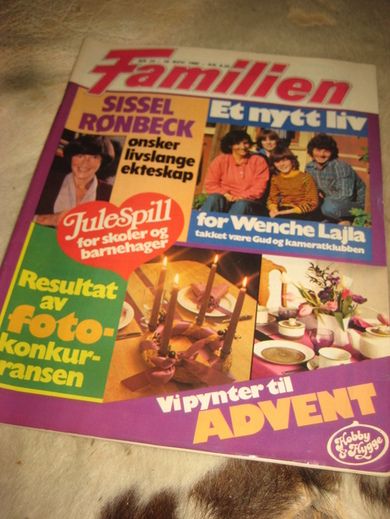 Familien
SISSEL
RØNBECK
ønsker
livslange
ekteskap
Et nytt liv
for Wenche Lajla
takket være Gud og kameratklubben
JuleSpill
for skoler og
barnehager
Resultat
av
foto-
konkur-
ransen
Vi pynter til
ADVENT
Hobby
& Hygge